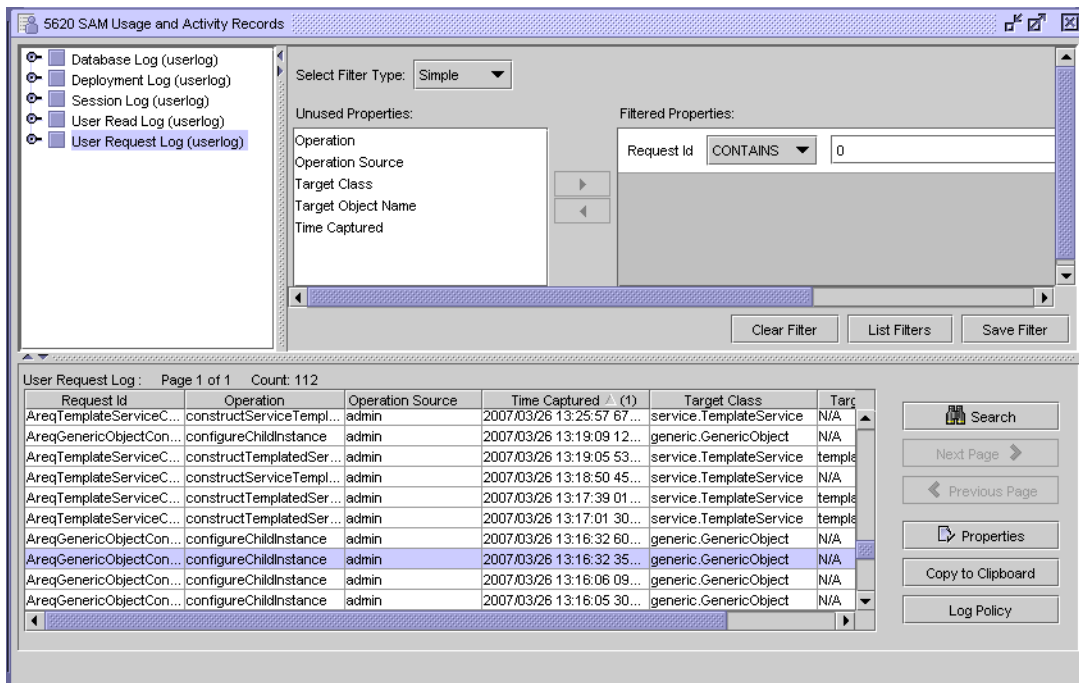 5620 SAM Usage and Activity Records
Database Log (userlog)
Deployment Log (userlog)
Session Log (userlog)
User Read Log (userlog)
User Request Log (userlog)
Select Filter Type: Simple
Unused Properties:
Operation
Operation Source
Target Class
Target Object Name
Time Captured
Filtered Properties:
Request Id CONTAINS 0
Clear Filter List Filters Save Filter
User Request Log : Page 1 of 1 Count: 112
Request Id Operation Operation Source Time Captured (1) Target Class Targ
AreqTemplateServiceC... constructServiceTempl... admin 2007/03/26 13:25:57 67... service.TemplateService N/A
AreqGenericObjectCon... configureChildInstance admin 2007/03/26 13:19:09 12... generic.GenericObject N/A
AreqTemplateServiceC... constructTemplatedSer... admin 2007/03/26 13:19:05 53... service.TemplateService templa
AreqTemplateServiceC... constructServiceTempl... admin 2007/03/26 13:18:50 45... service.TemplateService N/A
AreqTemplateServiceC... constructTemplatedSer... admin 2007/03/26 13:17:39 01... service.TemplateService templa
AreqTemplateServiceC... constructTemplatedSer... admin 2007/03/26 13:17:01 30... service.TemplateService templa
AreqGenericObjectCon... configureChildInstance admin 2007/03/26 13:16:32 60... generic.GenericObject N/A
AreqGenericObjectCon... configureChildInstance admin 2007/03/26 13:16:32 35... generic.GenericObject N/A
AreqGenericObjectCon... configureChildInstance admin 2007/03/26 13:16:06 09... generic.GenericObject N/A
AreqGenericObjectCon... configureChildInstance admin 2007/03/26 13:16:05 30... generic.GenericObject N/A
Search
Next Page
Previous Page
Properties
Copy to Clipboard
Log Policy